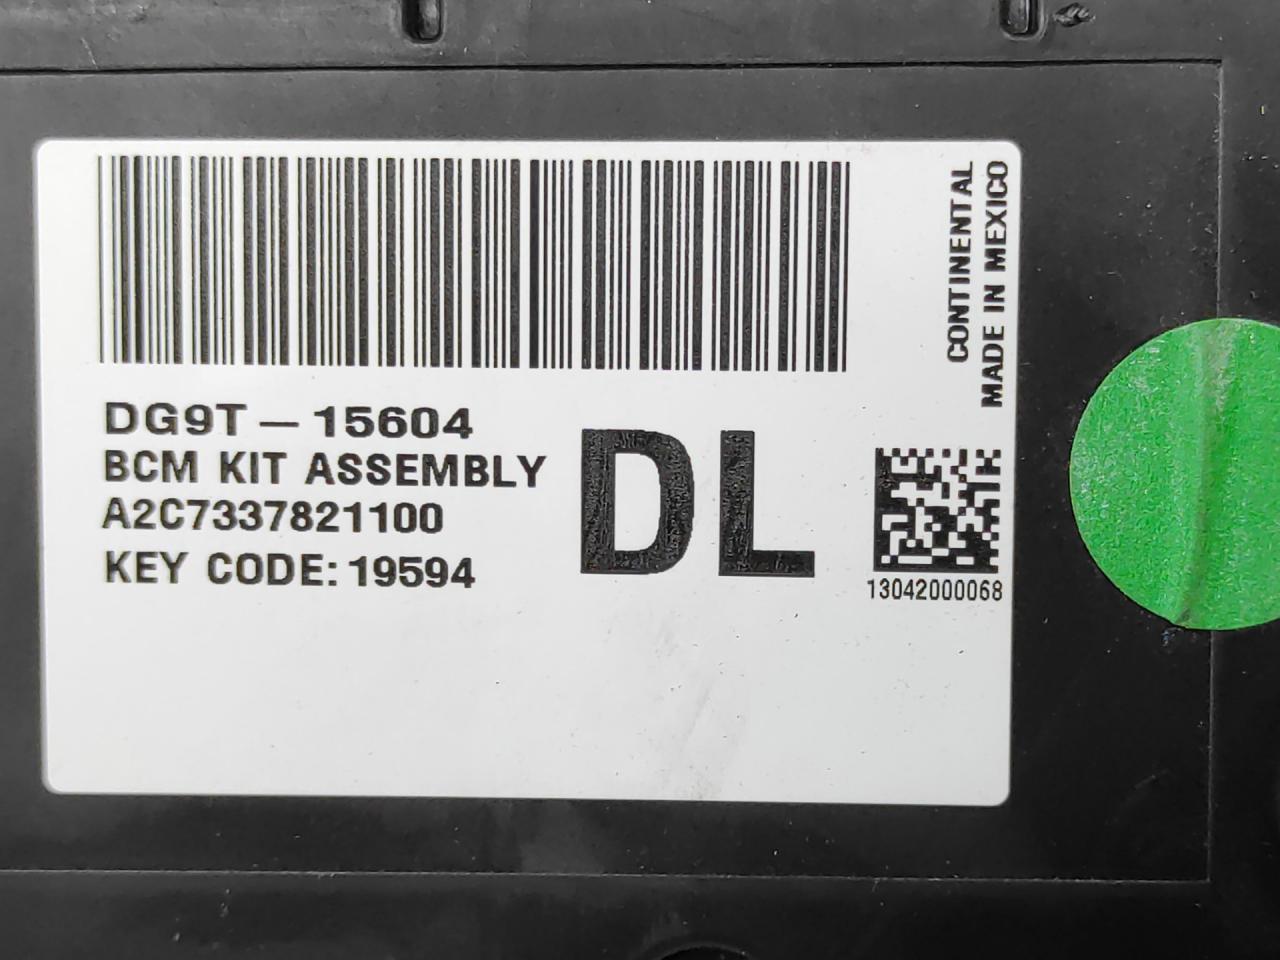 DG9T-15604
BCM KIT ASSEMBLY
A2C7337821100
KEY CODE: 19594
DL
13042000068
CONTINENTAL
MADE IN MEXICO